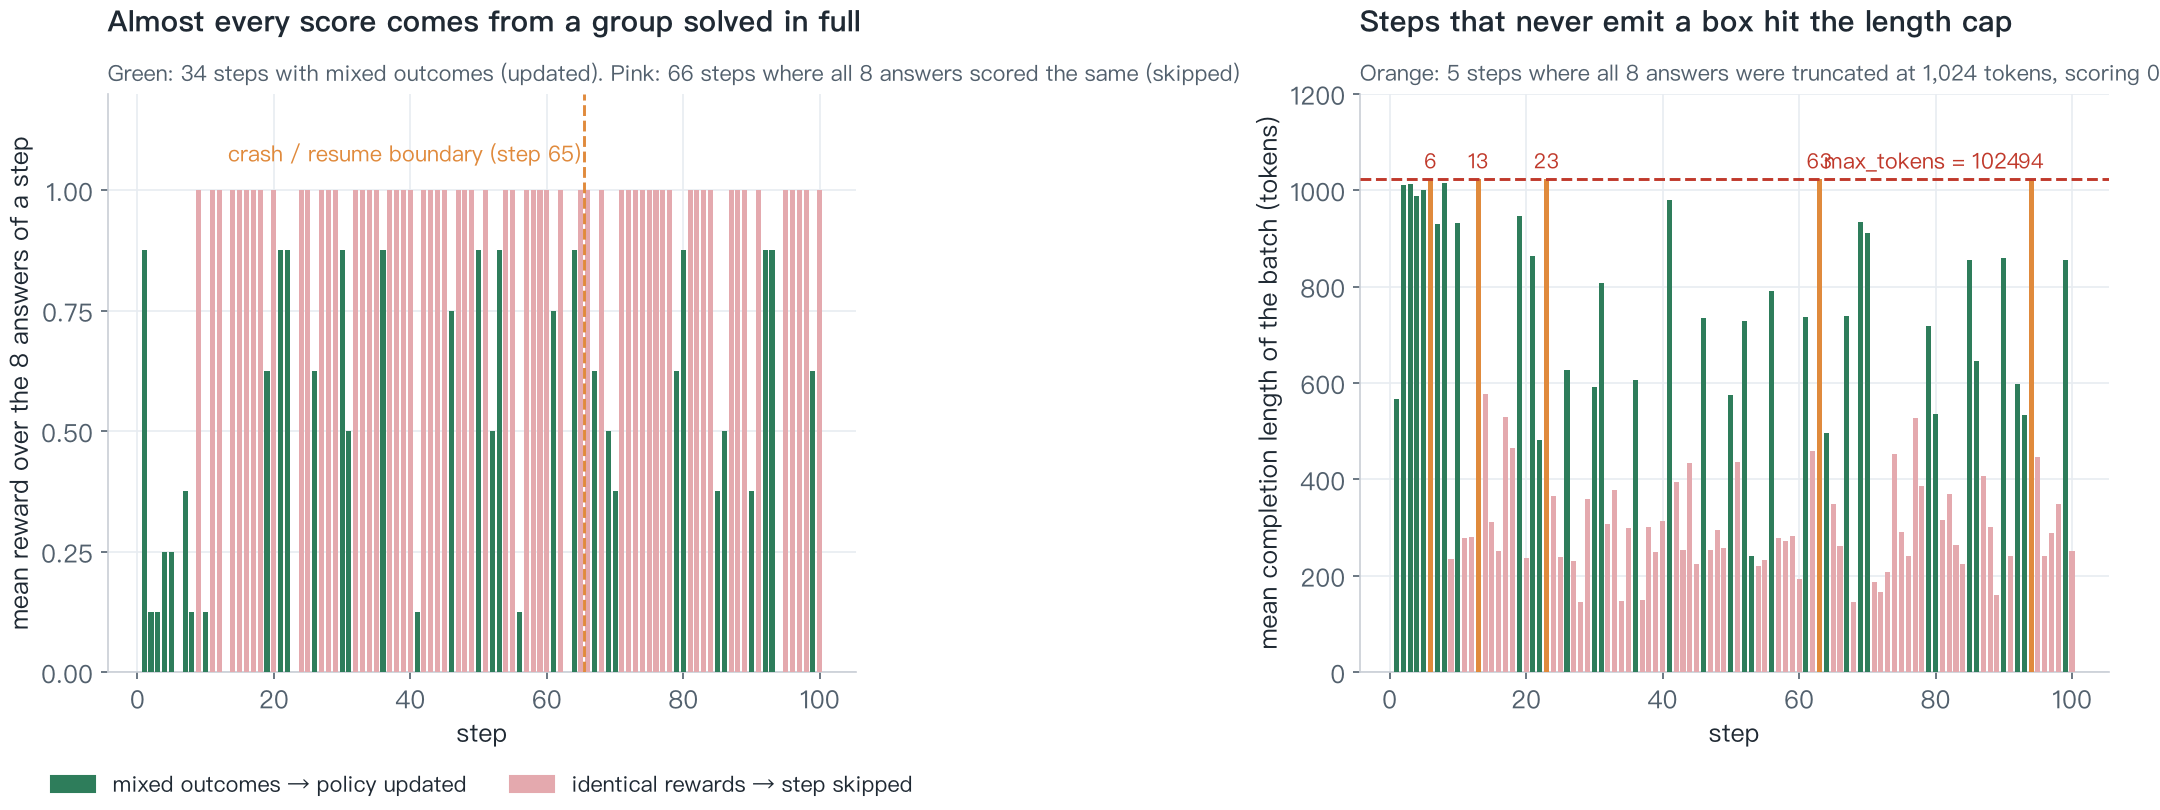 Almost every score comes from a group solved in full
Green: 34 steps with mixed outcomes (updated). Pink: 66 steps where all 8 answers scored the same (skipped)
mean reward over the 8 answers of a step
1.00
0.75
0.50
0.25
0.00
crash / resume boundary (step 65)
0 20 40 60 80 100
step
mixed outcomes → policy updated
identical rewards → step skipped
Steps that never emit a box hit the length cap
Orange: 5 steps where all 8 answers were truncated at 1,024 tokens, scoring 0
mean completion length of the batch (tokens)
1200
1000
800
600
400
200
0
6 13 23 63 max_tokens = 1024 94
0 20 40 60 80 100
step